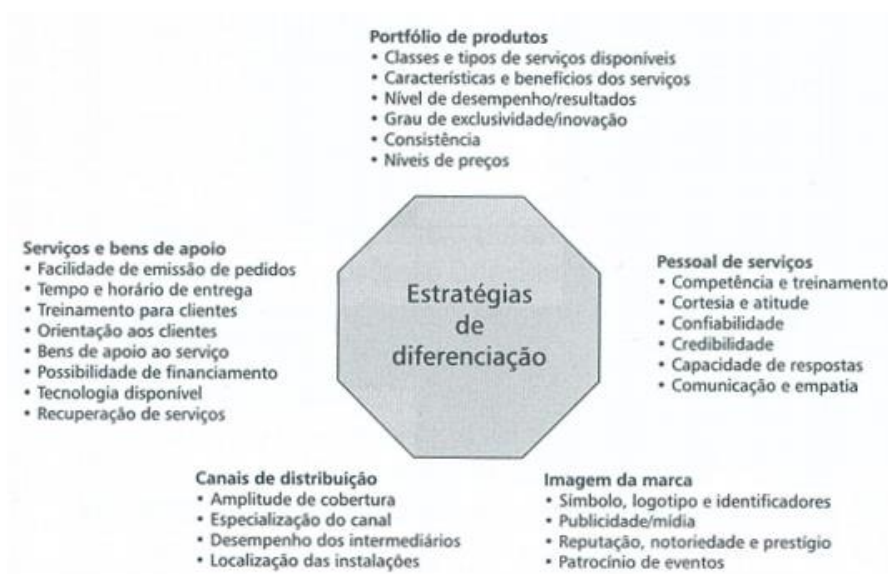 Portfólio de produtos
• Classes e tipos de serviços disponíveis
• Características e benefícios dos serviços
• Nível de desempenho/resultados
• Grau de exclusividade/inovação
• Consistência
• Níveis de preços
Serviços e bens de apoio
• Facilidade de emissão de pedidos
• Tempo e horário de entrega
• Treinamento para clientes
• Orientação aos clientes
• Bens de apoio ao serviço
• Possibilidade de financiamento
• Tecnologia disponível
• Recuperação de serviços
Estratégias
de
diferenciação
Pessoal de serviços
• Competência e treinamento
• Cortesia e atitude
• Confiabilidade
• Credibilidade
• Capacidade de respostas
• Comunicação e empatia
Canais de distribuição
• Amplitude de cobertura
• Especialização do canal
• Desempenho dos intermediários
• Localização das instalações
Imagem da marca
• Símbolo, logotipo e identificadores
• Publicidade/mídia
• Reputação, notoriedade e prestígio
• Patrocínio de eventos